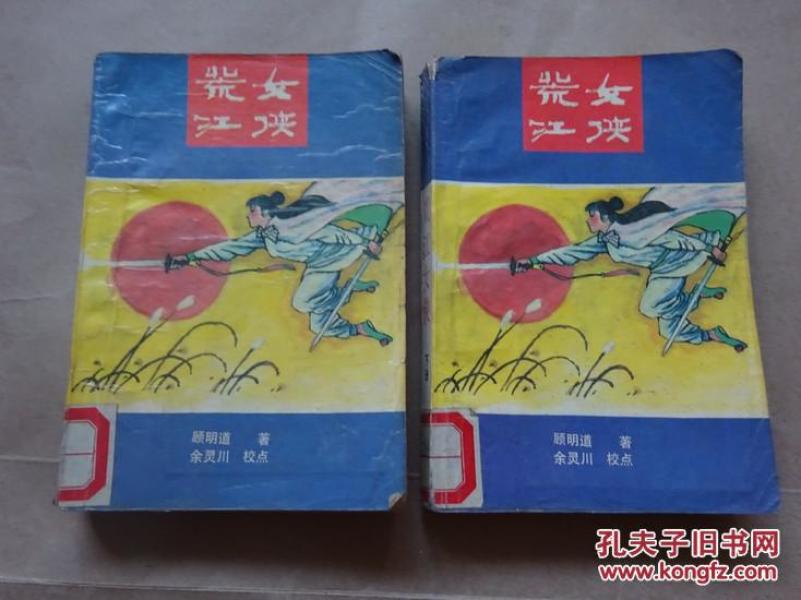 荒女
江侠
顾明道 著
余灵川 校点
荒女
江侠
顾明道 著
余灵川 校点
孔夫子旧书网
www.kongfz.com